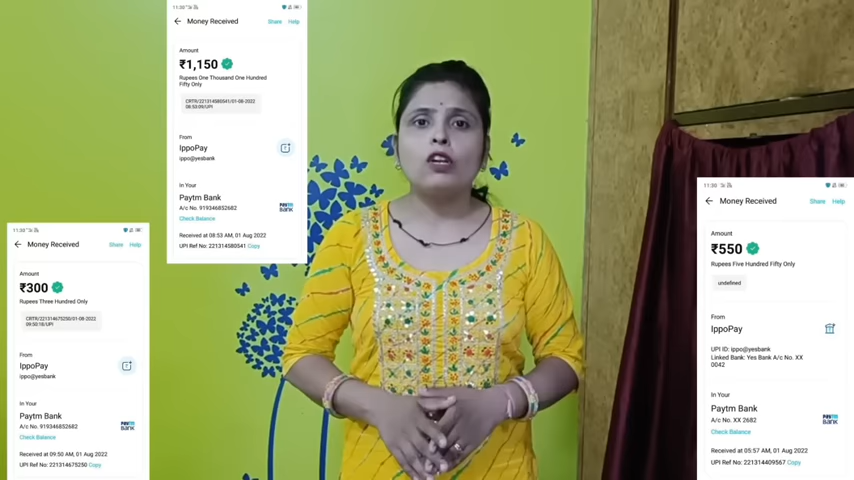 11:30
Money Received
Share Help
Amount
₹1,150
Rupees One Thousand One Hundred
Fifty Only
CRTR/221314580541/01-08-2022
08:53:09/UPI
From
IppoPay
ippo@yesbank
In Your
Paytm Bank
A/c No. 919346852682
Paytm
BANK
Check Balance
Received at 08:53 AM, 01 Aug 2022
UPI Ref No: 221314580541 Copy
11:30
Money Received
Share Help
Amount
₹300
Rupees Three Hundred Only
CRTR/221314675250/01-08-2022
09:50:16/UPI
From
IppoPay
ippo@yesbank
In Your
Paytm Bank
A/c No. 919346852682
Paytm
BANK
Check Balance
Received at 09:50 AM, 01 Aug 2022
UPI Ref No: 221314675250 Copy
11:30
Money Received
Share Help
Amount
₹550
Rupees Five Hundred Fifty Only
undefined
From
IppoPay
UPI ID: ippo@yesbank
Linked Bank: Yes Bank A/c No. XX
0042
In Your
Paytm Bank
A/c No. XX 2682
Paytm
BANK
Check Balance
Received at 05:57 AM, 01 Aug 2022
UPI Ref No: 221314409567 Copy